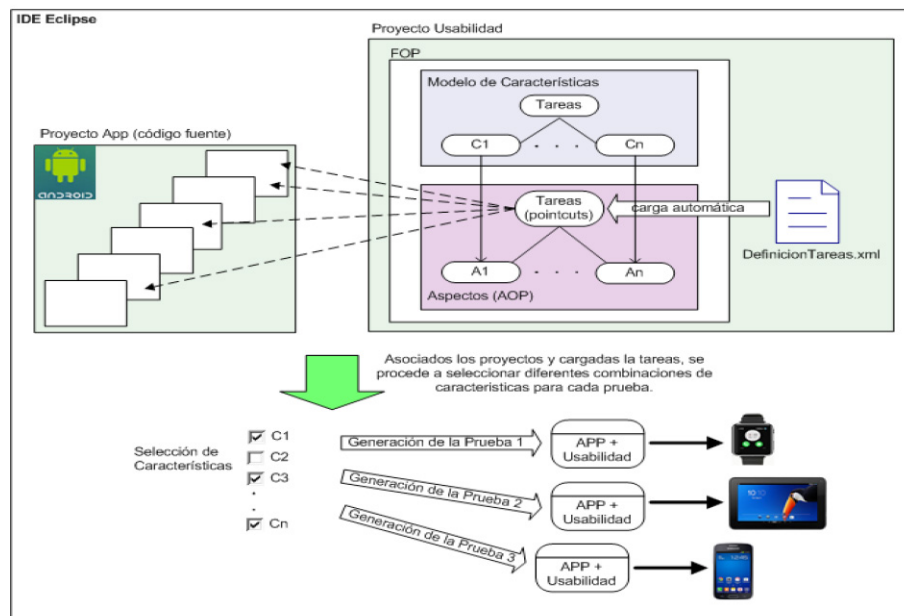 IDE Eclipse
Proyecto Usabilidad
FOP
Modelo de Características
Tareas
C1
. . .
Cn
Proyecto App (código fuente)
ANDROID
Tareas
(pointcuts)
carga automática
DefinicionTareas.xml
A1
. . .
An
Aspectos (AOP)
Asociados los proyectos y cargadas la tareas, se
procede a seleccionar diferentes combinaciones de
caracteristicas para cada prueba.
Selección de
Características
C1
C2
C3
.
.
Cn
Generación de la Prueba 1
APP +
Usabilidad
Generación de la Prueba 2
APP +
Usabilidad
Generación de la Prueba 3
APP +
Usabilidad